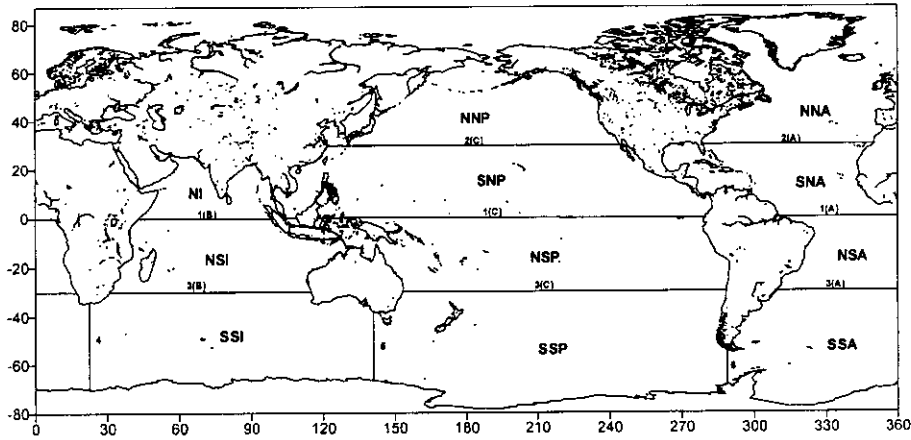 80
60
NNP
NNA
40
2(C)
2(A)
20
NI
SNP
SNA
0
1(B)
1(C)
1(A)
-20
NSI
NSP
NSA
3(B)
3(C)
3(A)
-40
4
SSI
5
SSP
SSA
-60
-80
0 30 60 90 120 150 180 210 240 270 300 330 360